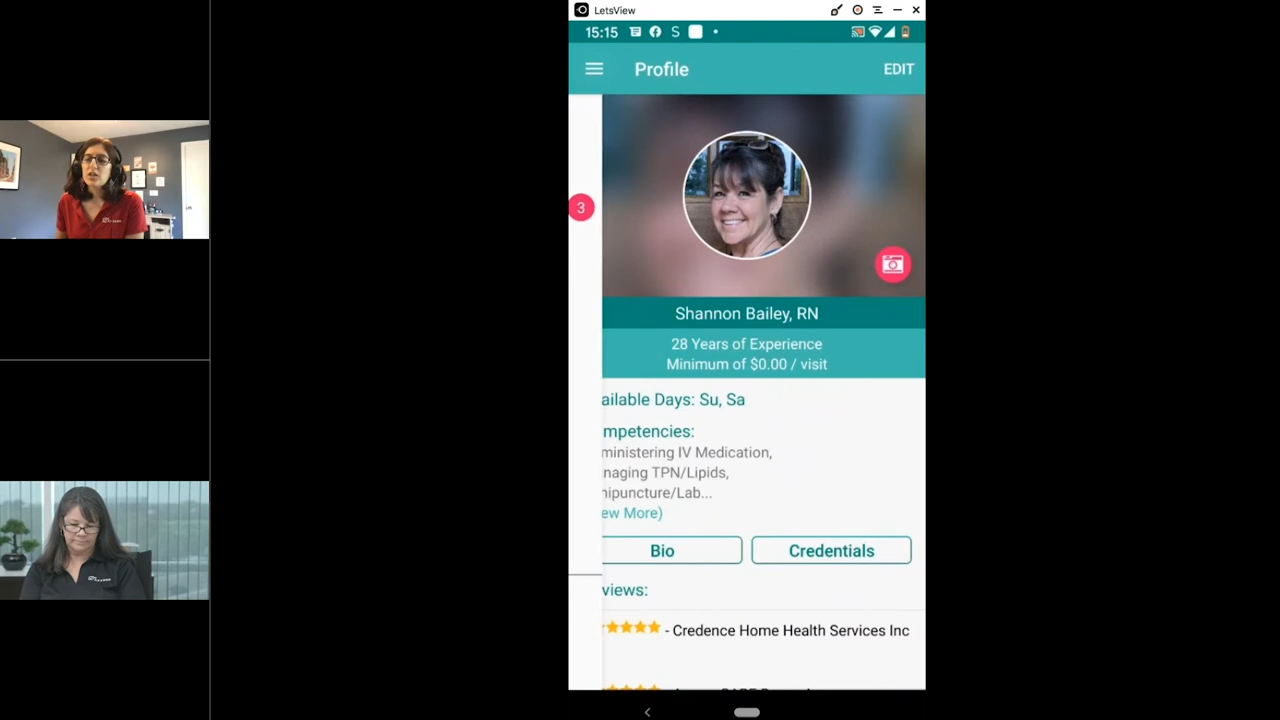 LetsView
15:15
S
Profile
EDIT
3
Shannon Bailey, RN
28 Years of Experience
Minimum of $0.00 / visit
ailable Days: Su, Sa
mpetencies:
ministering IV Medication,
naging TPN/Lipids,
nipuncture/Lab...
ew More)
Bio
Credentials
views:
- Credence Home Health Services Inc